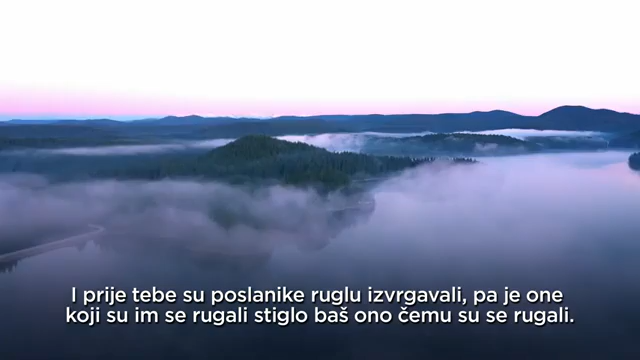 I prije tebe su poslanike ruglu izvrgavali, pa je one
koji su im se rugali stiglo baš ono čemu su se rugali.